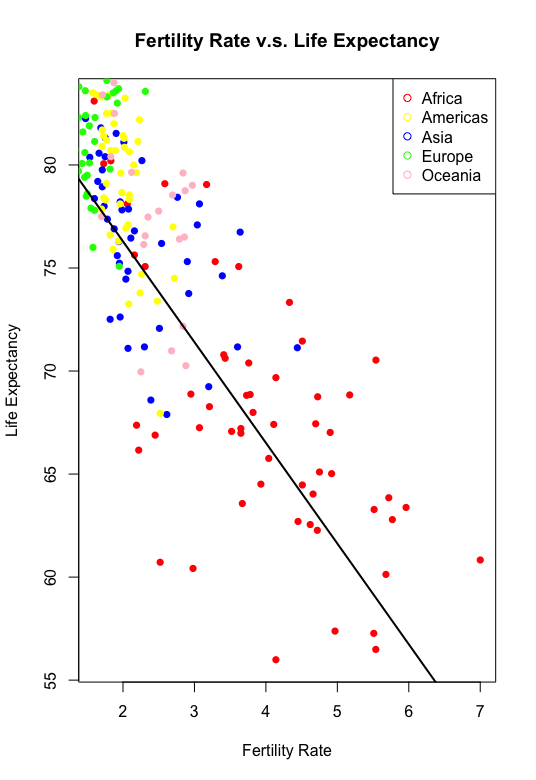 Fertility Rate v.s. Life Expectancy
Africa
Americas
Asia
Europe
Oceania
80
75
70
65
60
55
Life Expectancy
2 3 4 5 6 7
Fertility Rate